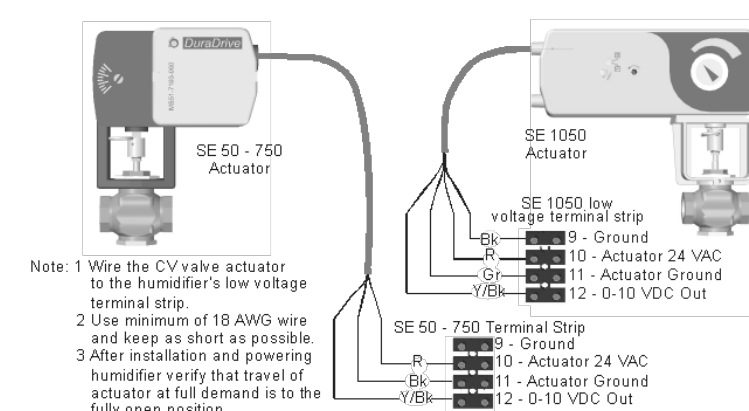 DuraDrive
SE 50 - 750
Actuator
SE 1050
Actuator
SE 1050 low
voltage terminal strip
Bk
9 - Ground
R
10 - Actuator 24 VAC
Gr
11 - Actuator Ground
Y/Bk
12 - 0-10 VDC Out
Note: 1 Wire the CV valve actuator
to the humidifier's low voltage
terminal strip.
2 Use minimum of 18 AWG wire
and keep as short as possible.
3 After installation and powering
humidifier verify that travel of
actuator at full demand is to the
fully open position
SE 50 - 750 Terminal Strip
9 - Ground
R
10 - Actuator 24 VAC
Bk
11 - Actuator Ground
Y/Bk
12 - 0-10 VDC Out